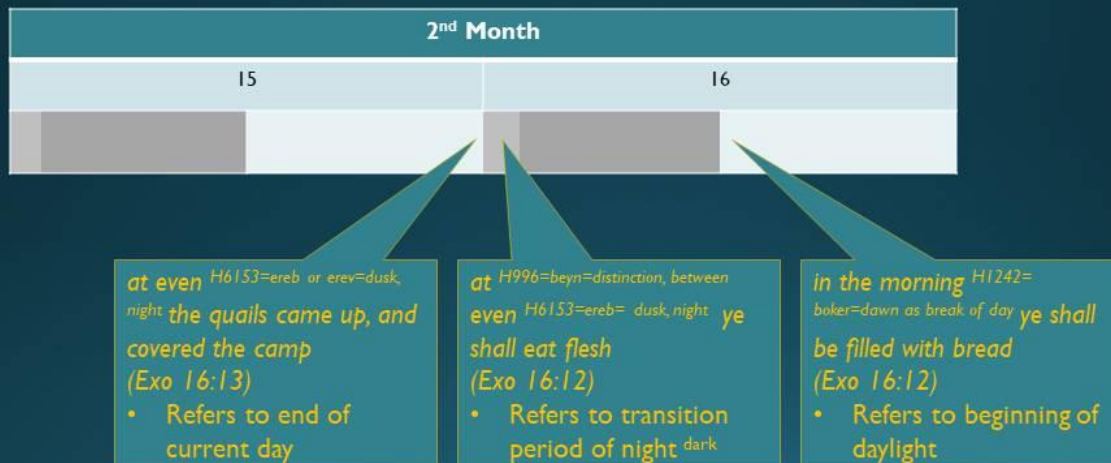 2nd Month
15
16
at even H6153=ereb or erev=dusk,
night the quails came up, and
covered the camp
(Exo 16:13)
• Refers to end of
current day
at H996=beyn=distinction, between
even H6153=ereb= dusk, night ye
shall eat flesh
(Exo 16:12)
• Refers to transition
period of night dark
in the morning H1242=
boker=dawn as break of day ye shall
be filled with bread
(Exo 16:12)
• Refers to beginning of
daylight